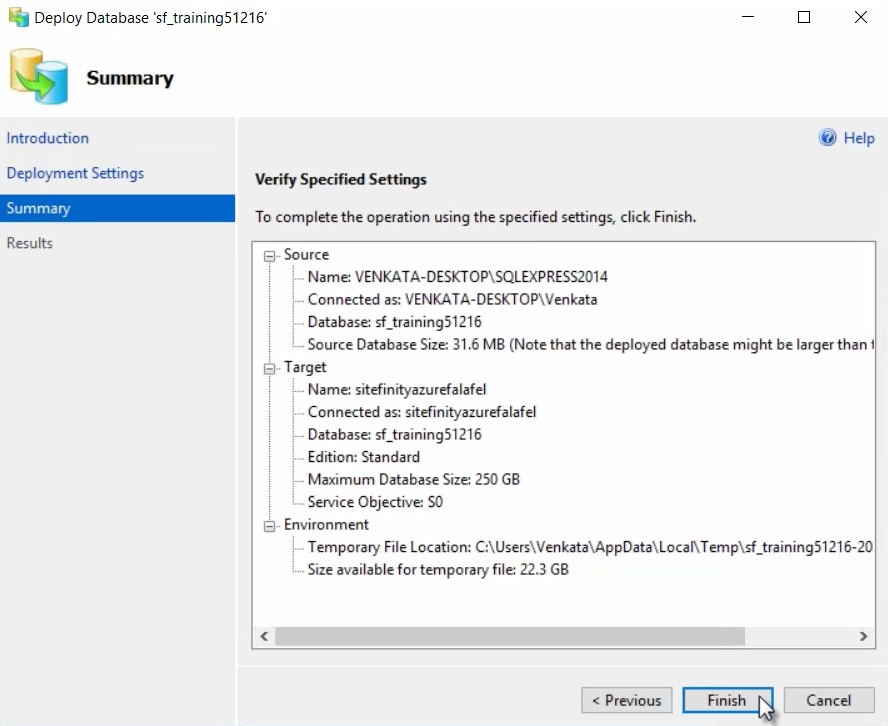 Deploy Database 'sf_training51216'
Summary
Introduction
Deployment Settings
Summary
Results
Help
Verify Specified Settings
To complete the operation using the specified settings, click Finish.
Source
Name: VENKATA-DESKTOP\SQLEXPRESS2014
Connected as: VENKATA-DESKTOP\Venkata
Database: sf_training51216
Source Database Size: 31.6 MB (Note that the deployed database might be larger than
Target
Name: sitefinityazurefalafel
Connected as: sitefinityazurefalafel
Database: sf_training51216
Edition: Standard
Maximum Database Size: 250 GB
Service Objective: S0
Environment
Temporary File Location: C:\Users\Venkata\AppData\Local\Temp\sf_training51216-20
Size available for temporary file: 22.3 GB
< Previous
Finish
Cancel